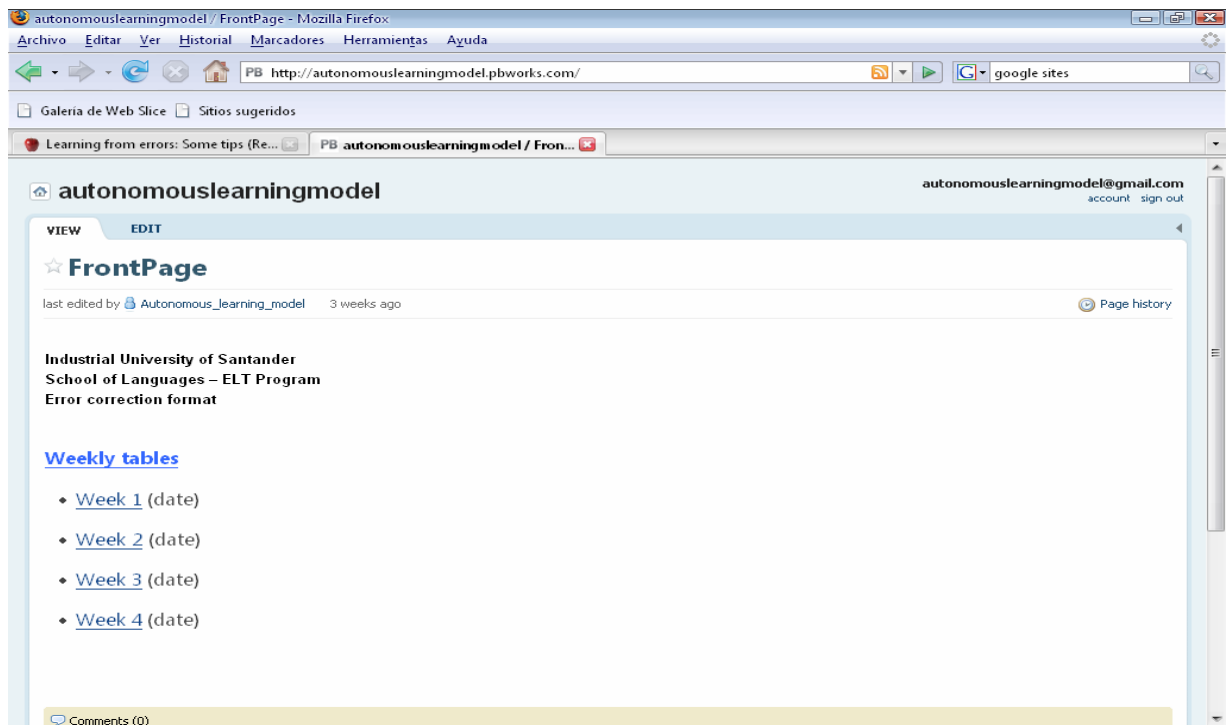 autonomouslearningmodel / FrontPage - Mozilla Firefox
Archivo Editar Ver Historial Marcadores Herramientas Ayuda
PB http://autonomouslearningmodel.pbworks.com/ G google sites
Galería de Web Slice Sitios sugeridos
Learning from errors: Some tips (Re... PB autonomouslearningmodel / Fron...
autonomouslearningmodel
autonomouslearningmodel@gmail.com
account sign out
VIEW EDIT
FrontPage
last edited by Autonomous_learning_model 3 weeks ago Page history
Industrial University of Santander
School of Languages – ELT Program
Error correction format
Weekly tables
Week 1 (date)
Week 2 (date)
Week 3 (date)
Week 4 (date)
Comments (0)